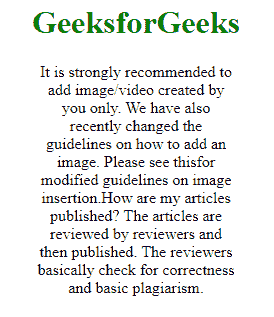 GeeksforGeeks
It is strongly recommended to
add image/video created by
you only. We have also
recently changed the
guidelines on how to add an
image. Please see thisfor
modified guidelines on image
insertion.How are my articles
published? The articles are
reviewed by reviewers and
then published. The reviewers
basically check for correctness
and basic plagiarism.